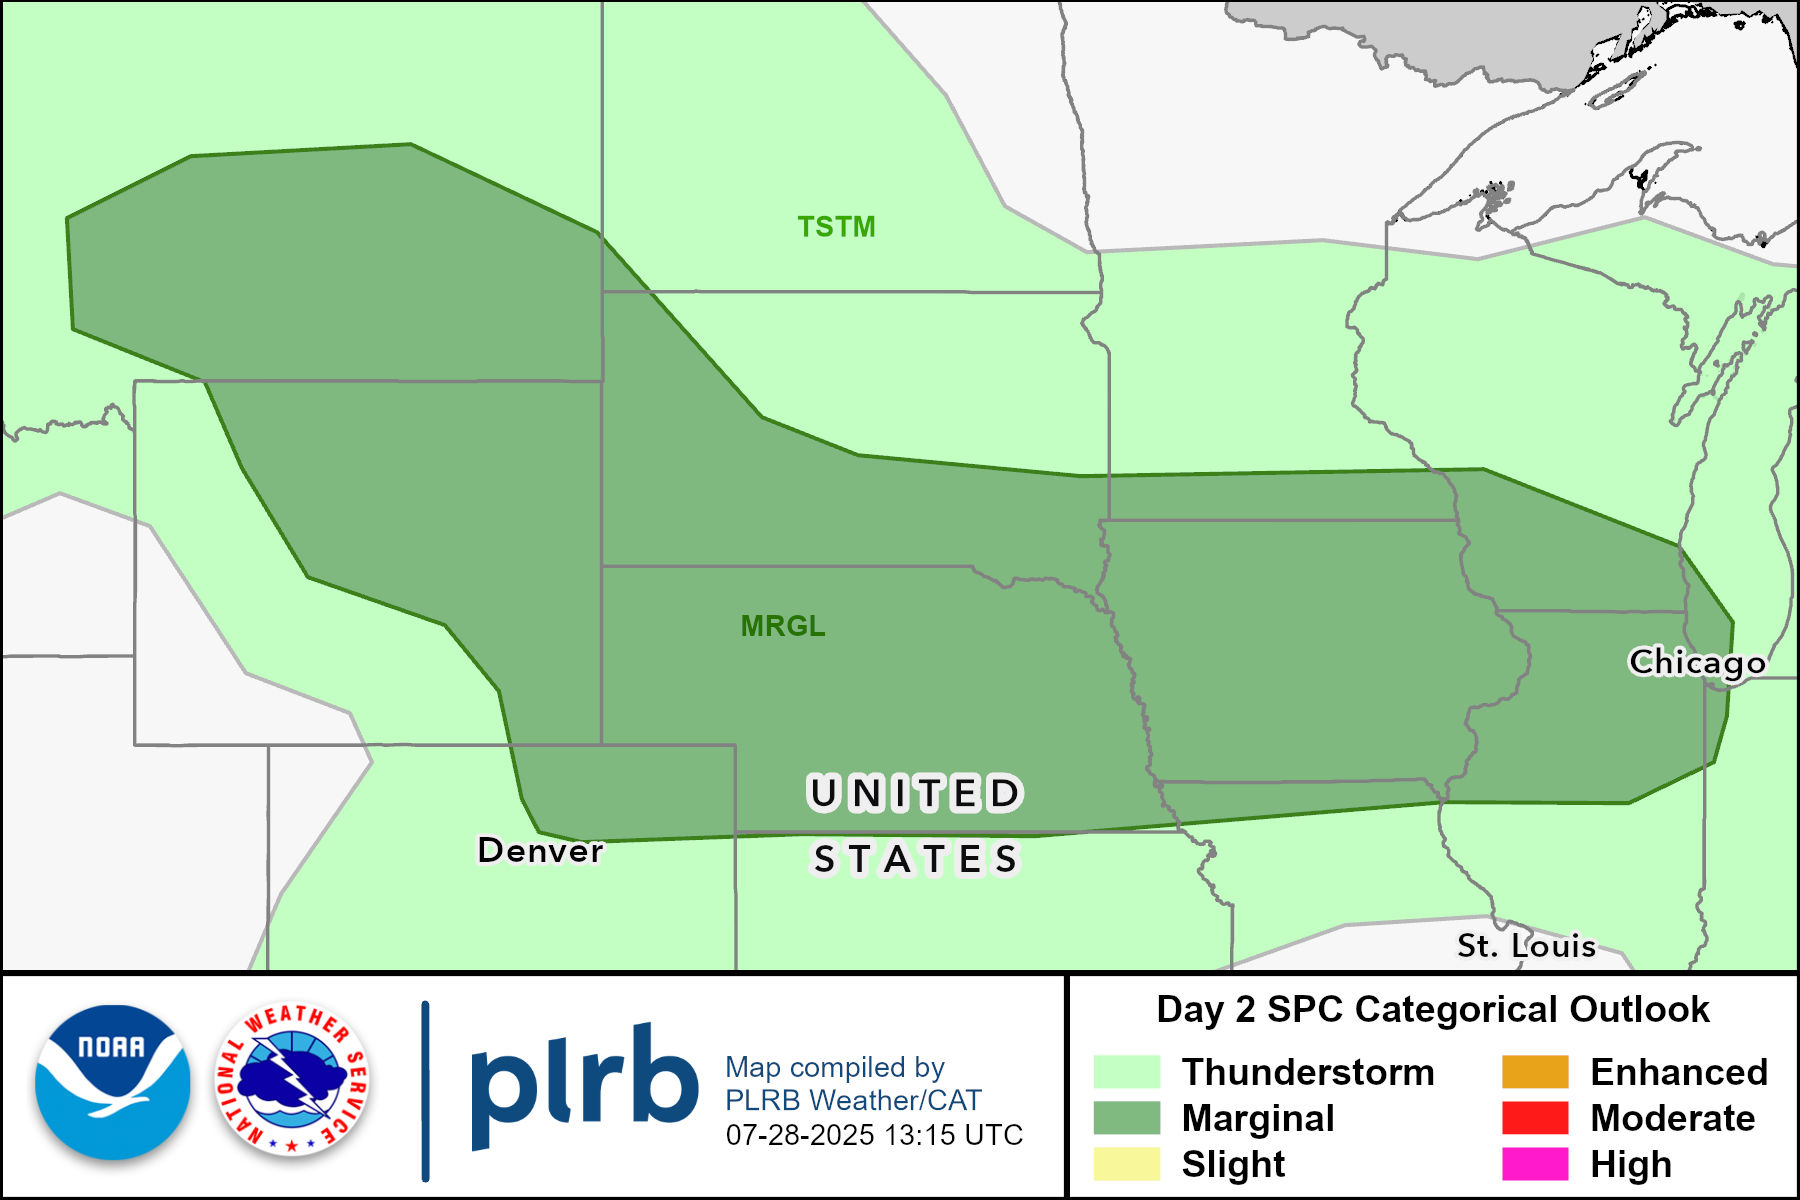 TSTM
MRGL
Chicago
UNITED
STATES
Denver
St. Louis
NOAA
NATIONAL WEATHER SERVICE
plrb
Map compiled by
PLRB Weather/CAT
07-28-2025 13:15 UTC
Day 2 SPC Categorical Outlook
Thunderstorm
Marginal
Slight
Enhanced
Moderate
High